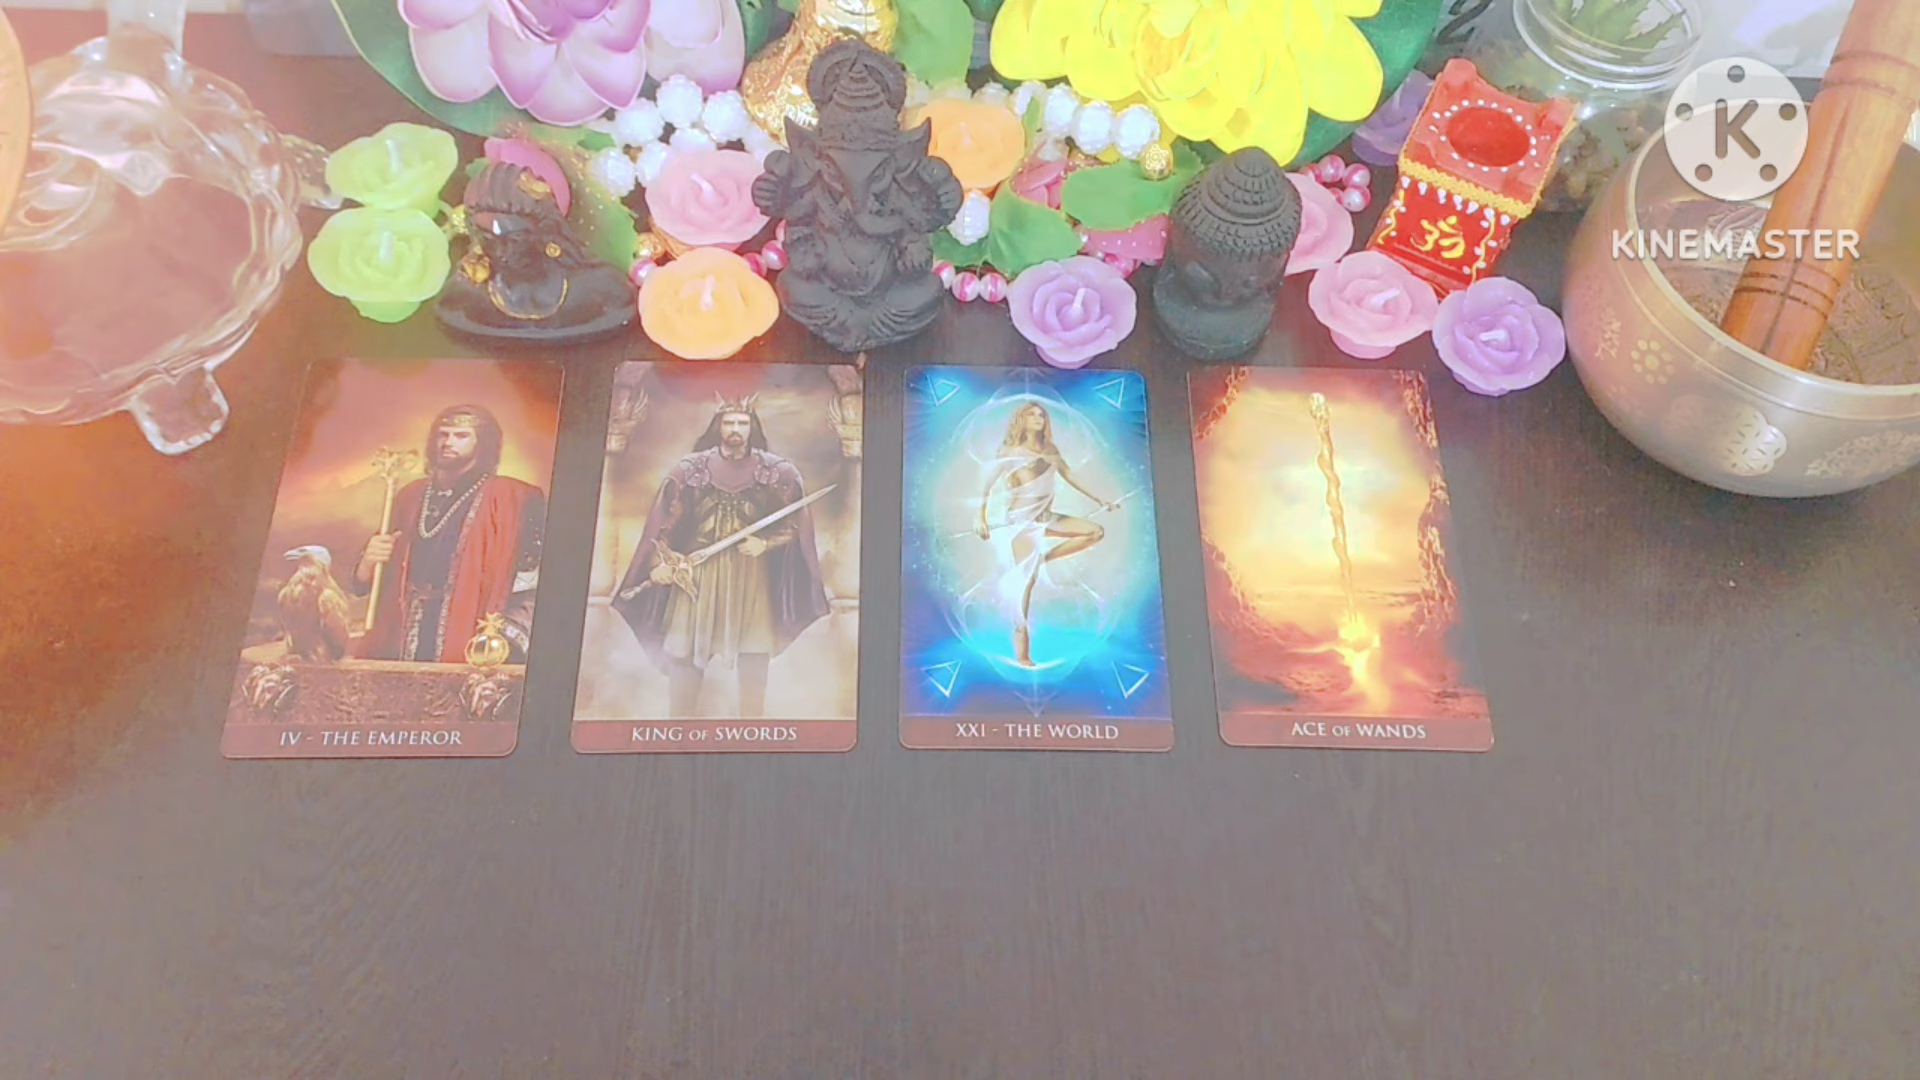 K
KINEMASTER
ॐ
IV - THE EMPEROR
KING OF SWORDS
XXI - THE WORLD
ACE OF WANDS